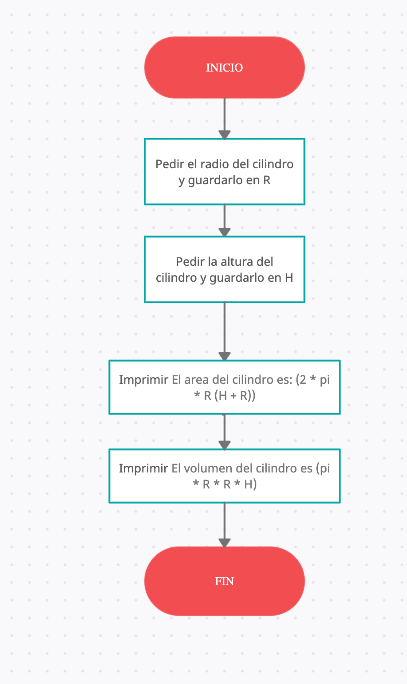 INICIO
Pedir el radio del cilindro
y guardarlo en R
Pedir la altura del
cilindro y guardarlo en H
Imprimir El area del cilindro es: (2 * pi
* R (H + R))
Imprimir El volumen del cilindro es (pi
* R * R * H)
FIN